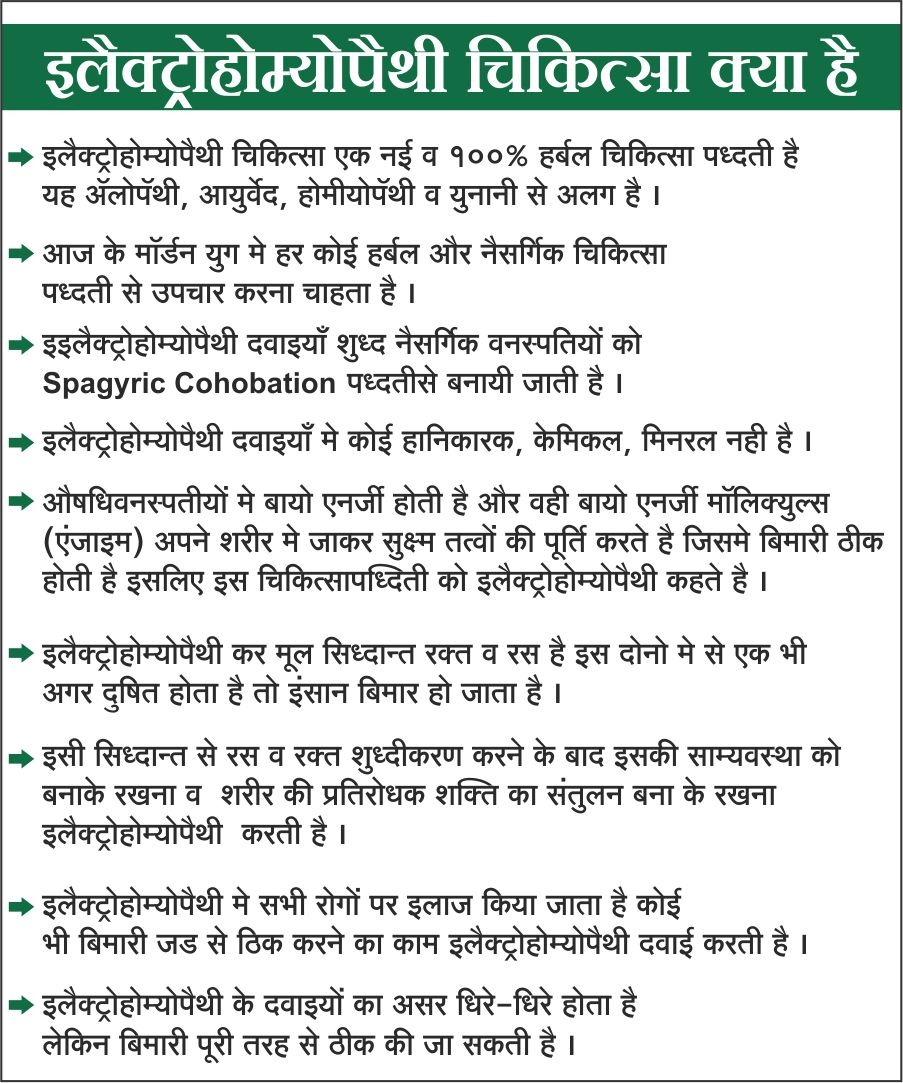 इलैक्ट्रोहोम्योपैथी चिकित्सा क्या है
इलैक्ट्रोहोम्योपैथी चिकित्सा एक नई व १००% हर्बल चिकित्सा पध्दती है
यह ॲलोपॅथी, आयुर्वेद, होमीयोपॅथी व युनानी से अलग है ।
आज के मॉर्डन युग मे हर कोई हर्बल और नैसर्गिक चिकित्सा
पध्दती से उपचार करना चाहता है ।
इइलैक्ट्रोहोम्योपैथी दवाइयाँ शुध्द नैसर्गिक वनस्पतियों को
Spagyric Cohobation पध्दतीसे बनायी जाती है ।
इलैक्ट्रोहोम्योपैथी दवाइयाँ मे कोई हानिकारक, केमिकल, मिनरल नही है ।
औषधिवनस्पतीयों मे बायो एनर्जी होती है और वही बायो एनर्जी मॉलिक्युल्स
(एंजाइम) अपने शरीर मे जाकर सुक्ष्म तत्वों की पूर्ति करते है जिसमे बिमारी ठीक
होती है इसलिए इस चिकित्सापध्दिती को इलैक्ट्रोहोम्योपैथी कहते है ।
इलैक्ट्रोहोम्योपैथी कर मूल सिध्दान्त रक्त व रस है इस दोनो मे से एक भी
अगर दुषित होता है तो इंसान बिमार हो जाता है ।
इसी सिध्दान्त से रस व रक्त शुध्दीकरण करने के बाद इसकी साम्यवस्था को
बनाके रखना व शरीर की प्रतिरोधक शक्ति का संतुलन बना के रखना
इलैक्ट्रोहोम्योपैथी करती है ।
इलैक्ट्रोहोम्योपैथी मे सभी रोगों पर इलाज किया जाता है कोई
भी बिमारी जड से ठिक करने का काम इलैक्ट्रोहोम्योपैथी दवाई करती है ।
इलैक्ट्रोहोम्योपैथी के दवाइयों का असर धिरे-धिरे होता है
लेकिन बिमारी पूरी तरह से ठीक की जा सकती है ।